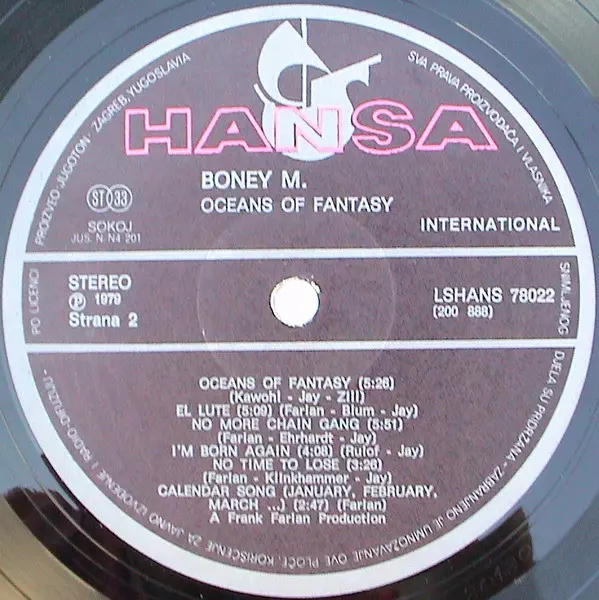 HANSA
BONEY M.
OCEANS OF FANTASY
INTERNATIONAL
ST 33
SOKOJ
JUS. N. N4 201
STEREO
℗ 1979
Strana 2
LSHANS 78022
(200 888)
OCEANS OF FANTASY (5:26)
(Kawohl - Jay - Zill)
EL LUTE (5:09) (Farian - Blum - Jay)
NO MORE CHAIN GANG (5:51)
(Farian - Ehrhardt - Jay)
I'M BORN AGAIN (4:08) (Rulof - Jay)
NO TIME TO LOSE (3:26)
(Farian - Klinkhammer - Jay)
CALENDAR SONG (JANUARY, FEBRUARY,
MARCH ...) (2:47) (Farian)
A Frank Farian Production
PROIZVEO JUGOTON - ZAGREB, YUGOSLAVIA
SVA PRAVA PROIZVOĐAČA I VLASNIKA
SNIMLJENOG DJELA SU PRIDRŽANA - ZABRANJENO JE UMNOŽAVANJE OVE PLOČE, KORIŠĆENJE ZA JAVNO IZVOĐENJE I RADIO-DIFUZIJU -
PO LICENCI